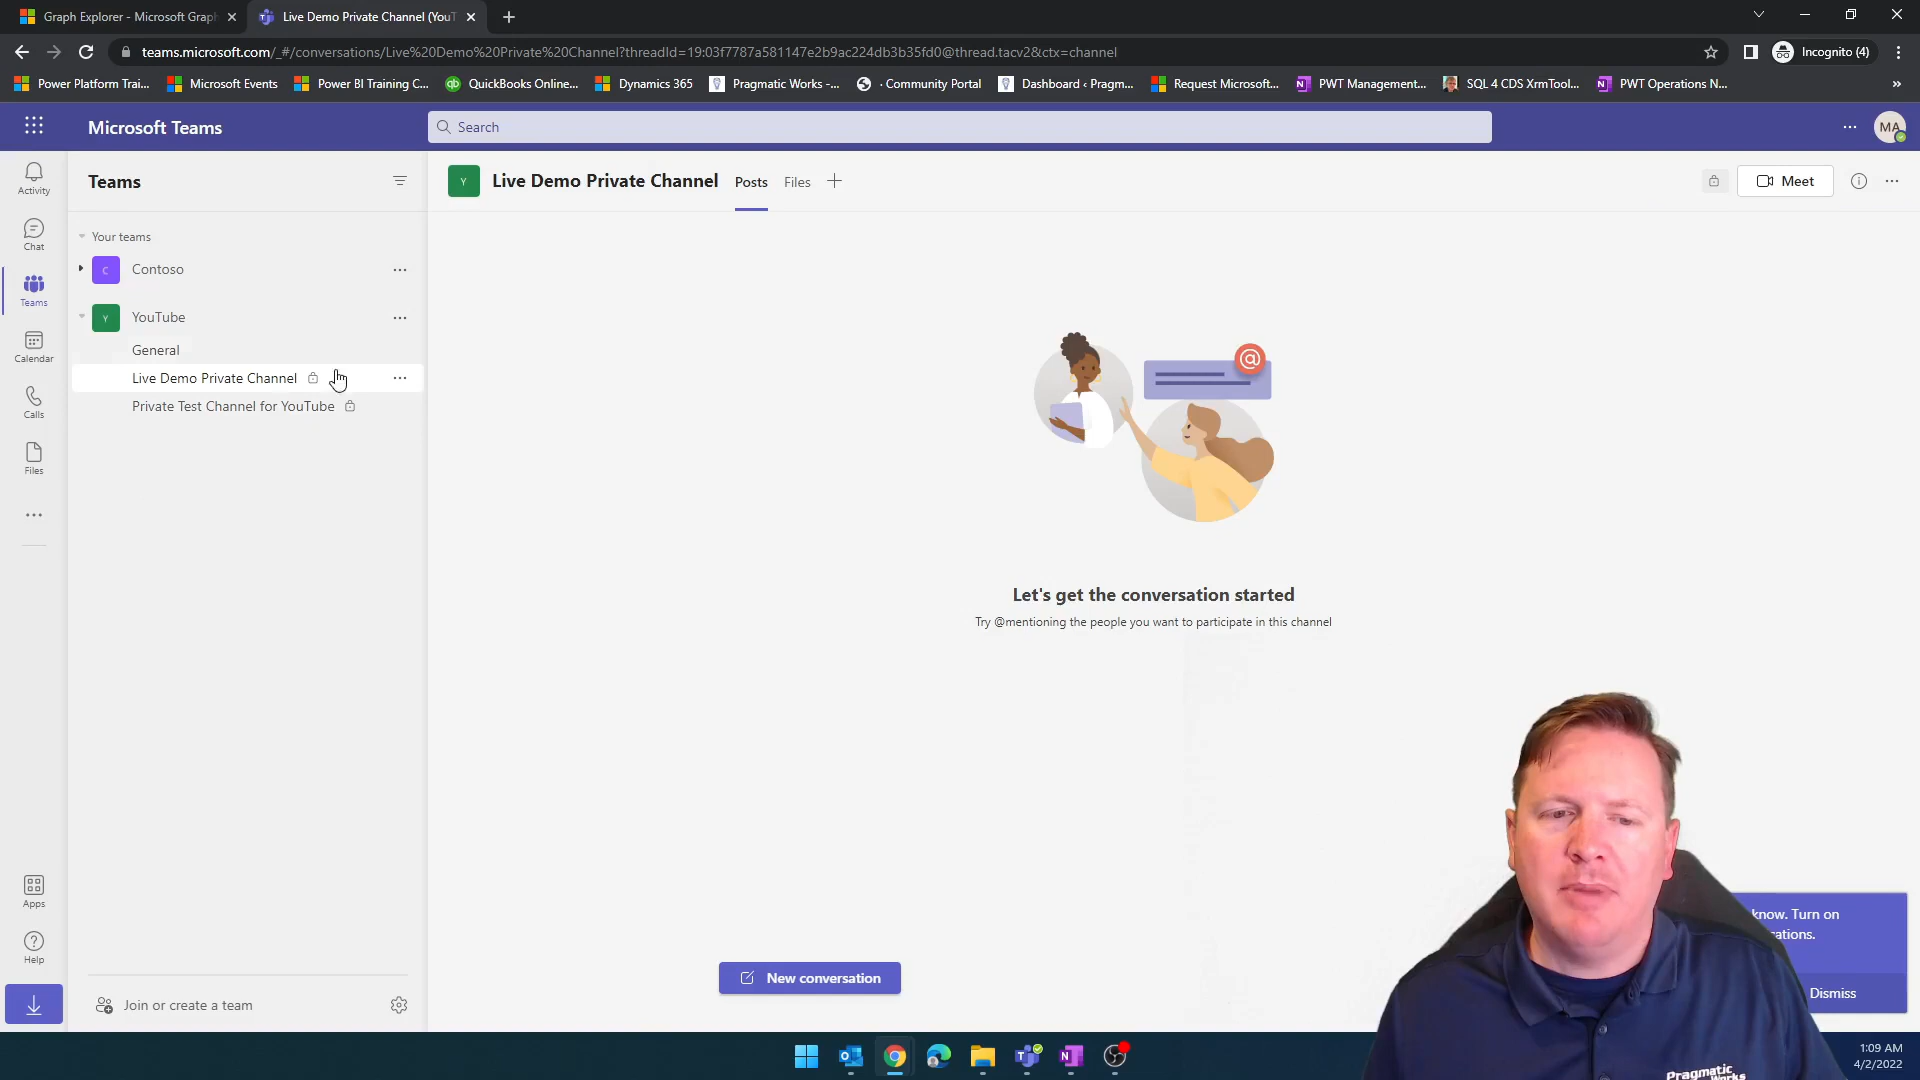 Graph Explorer - Microsoft Graph
Live Demo Private Channel (YouT
Incognito (4)
teams.microsoft.com/_#/conversations/Live%20Demo%20Private%20Channel?threadId=19:03f7787a581147e2b9ac224db3b35fd0@thread.tacv2&ctx=channel
Power Platform Trai...
Microsoft Events
Power BI Training C...
QuickBooks Online...
Dynamics 365
Pragmatic Works -...
· Community Portal
Dashboard ‹ Pragm...
Request Microsoft...
PWT Management...
SQL 4 CDS XrmTool...
PWT Operations N...
»
Microsoft Teams
Search
MA
Activity
Chat
Teams
Calendar
Calls
Files
Apps
Help
Teams
Your teams
C
Contoso
Y
YouTube
General
Live Demo Private Channel
Private Test Channel for YouTube
Join or create a team
Y
Live Demo Private Channel
Posts
Files
Meet
@
Let's get the conversation started
Try @mentioning the people you want to participate in this channel
New conversation
know. Turn on
Dismiss
Pragmatic
Works
1:09 AM
4/2/2022